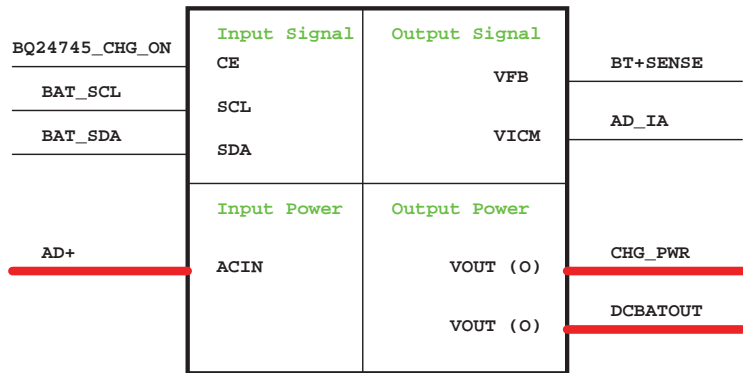 Input Signal Output Signal
BQ24745_CHG_ON CE VFB BT+SENSE
BAT_SCL SCL
VICM AD_IA
BAT_SDA SDA
Input Power Output Power
AD+ ACIN VOUT (O) CHG_PWR
VOUT (O) DCBATOUT